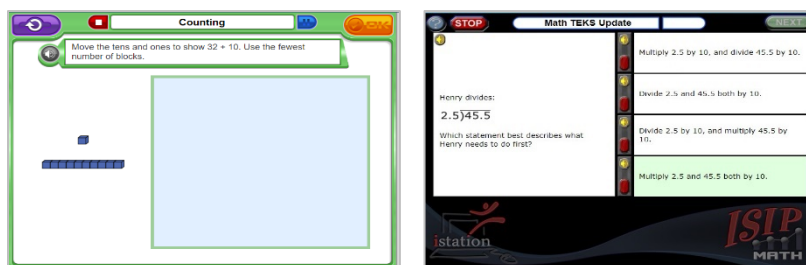 Counting
OK
Move the tens and ones to show 32 + 10. Use the fewest
number of blocks.
STOP
Math TEKS Update
NEXT
Henry divides:
2.5)45.5
Which statement best describes what
Henry needs to do first?
Multiply 2.5 by 10, and divide 45.5 by 10.
Divide 2.5 and 45.5 both by 10.
Divide 2.5 by 10, and multiply 45.5 by
10.
Multiply 2.5 and 45.5 both by 10.
istation
ISIP
MATH